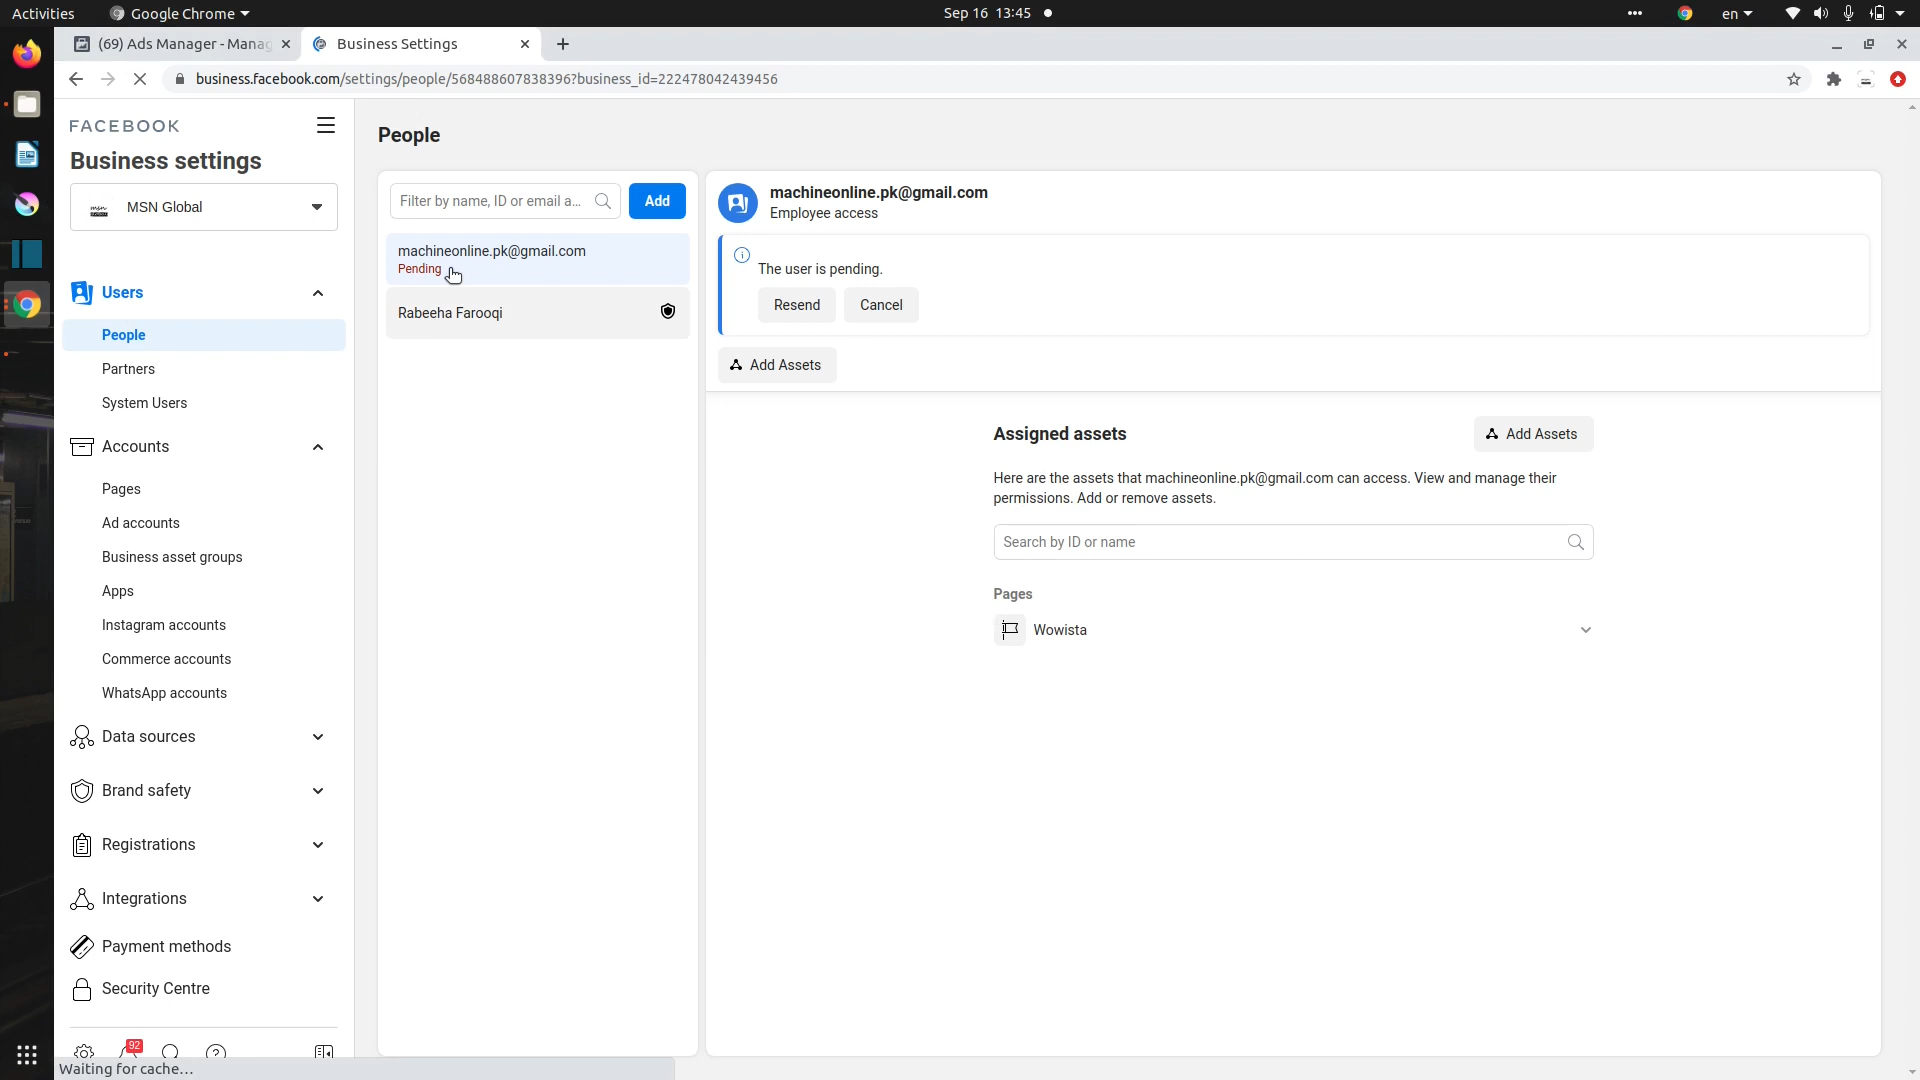 Activities
Google Chrome
Sep 16 13:45
en
(69) Ads Manager - Manag
Business Settings
business.facebook.com/settings/people/568488607838396?business_id=222478042439456
FACEBOOK
Business settings
MSN Global
Users
People
Partners
System Users
Accounts
Pages
Ad accounts
Business asset groups
Apps
Instagram accounts
Commerce accounts
WhatsApp accounts
Data sources
Brand safety
Registrations
Integrations
Payment methods
Security Centre
92
Waiting for cache...
People
Filter by name, ID or email a...
Add
machineonline.pk@gmail.com
Pending
Rabeeha Farooqi
machineonline.pk@gmail.com
Employee access
The user is pending.
Resend
Cancel
Add Assets
Assigned assets
Add Assets
Here are the assets that machineonline.pk@gmail.com can access. View and manage their
permissions. Add or remove assets.
Search by ID or name
Pages
Wowista